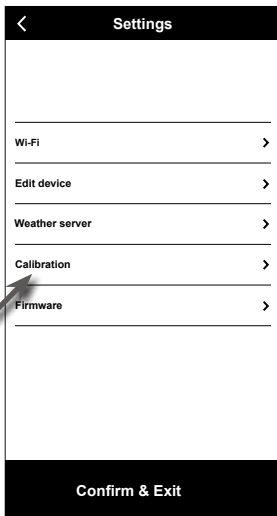 Settings
Wi-Fi
Edit device
Weather server
Calibration
Firmware
Confirm & Exit